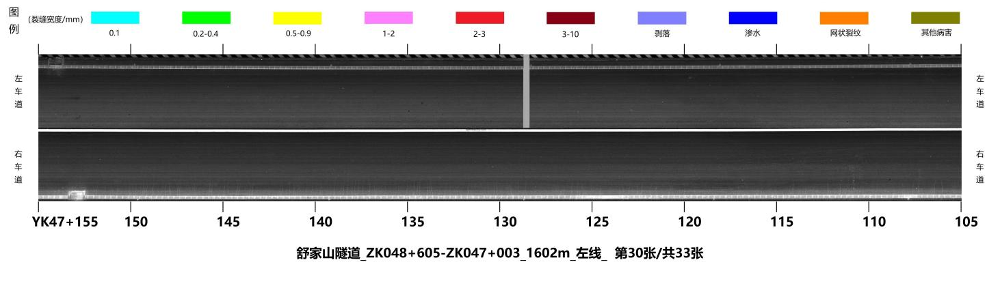 图例
(裂缝宽度/mm)
0.1 0.2-0.4 0.5-0.9 1-2 2-3 3-10 剥落 渗水 网状裂纹 其他病害
左车道 左车道
右车道 右车道
YK47+155 150 145 140 135 130 125 120 115 110 105
舒家山隧道_ZK048+605-ZK047+003_1602m_左线_ 第30张/共33张